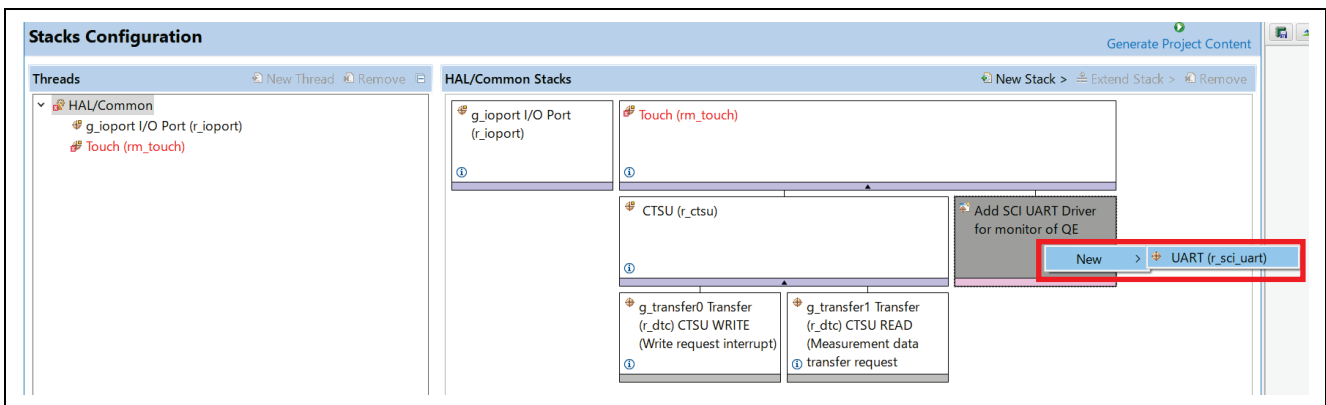 Stacks Configuration
Generate Project Content
Threads
New Thread
Remove
HAL/Common Stacks
New Stack >
Extend Stack >
Remove
HAL/Common
g_ioport I/O Port (r_ioport)
Touch (rm_touch)
g_ioport I/O Port
(r_ioport)
Touch (rm_touch)
CTSU (r_ctsu)
Add SCI UART Driver
for monitor of QE
New >
UART (r_sci_uart)
g_transfer0 Transfer
(r_dtc) CTSU WRITE
(Write request interrupt)
g_transfer1 Transfer
(r_dtc) CTSU READ
(Measurement data
transfer request